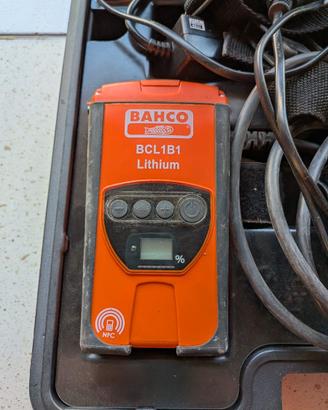 BAHCO
BCL1B1
Lithium
%
NFC